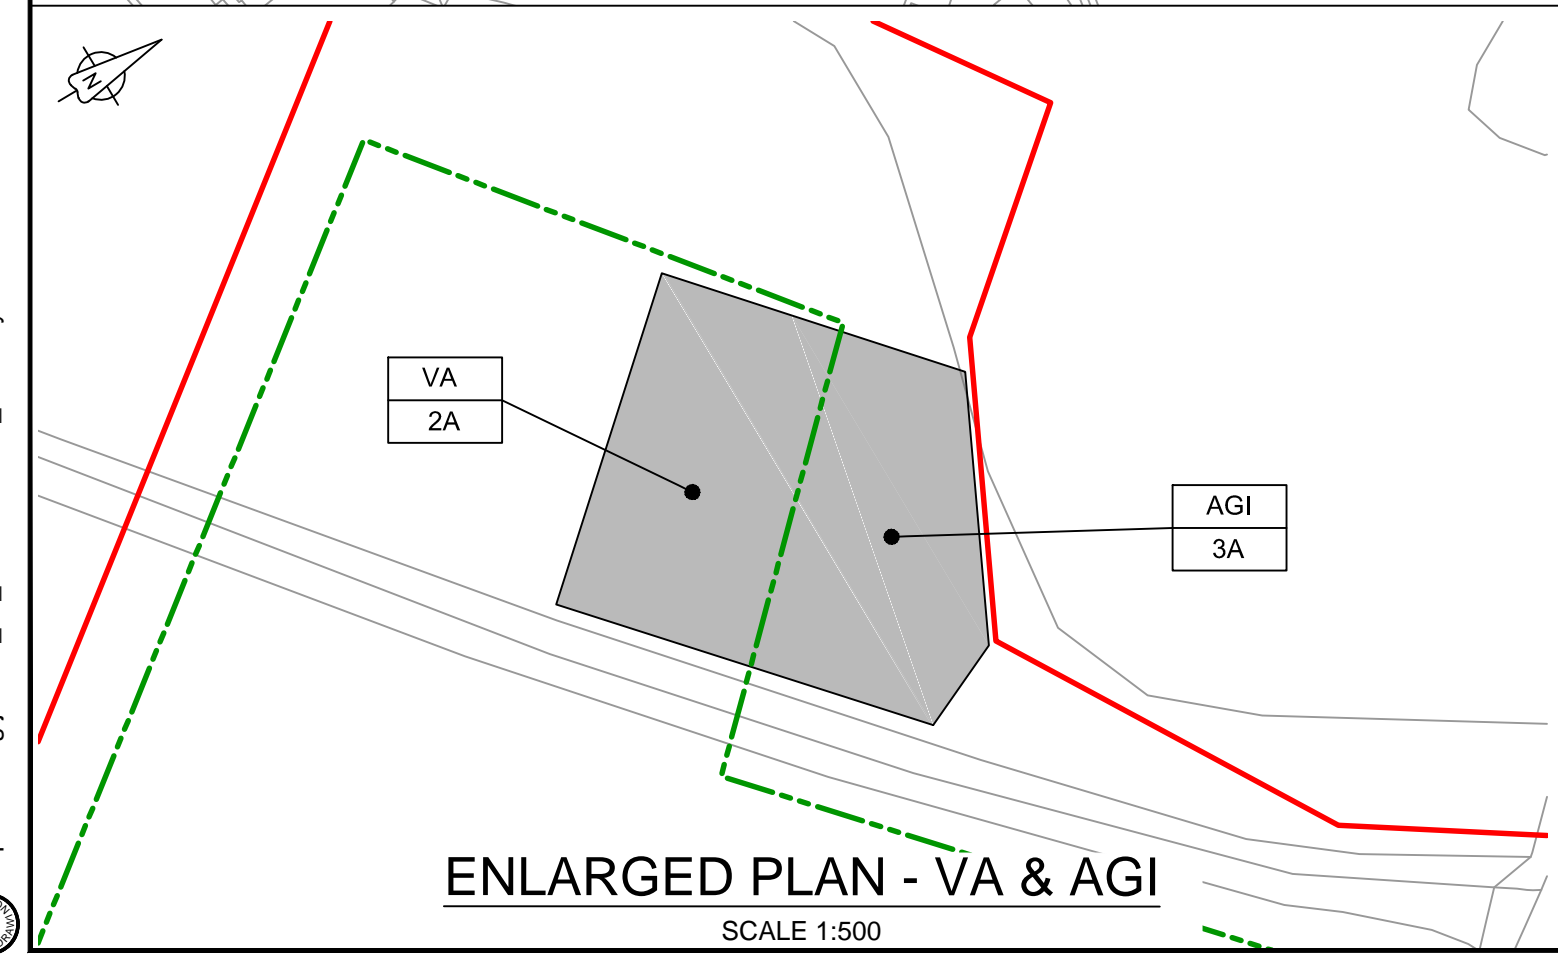 N
VA
2A
AGI
3A
ENLARGED PLAN - VA & AGI
SCALE 1:500